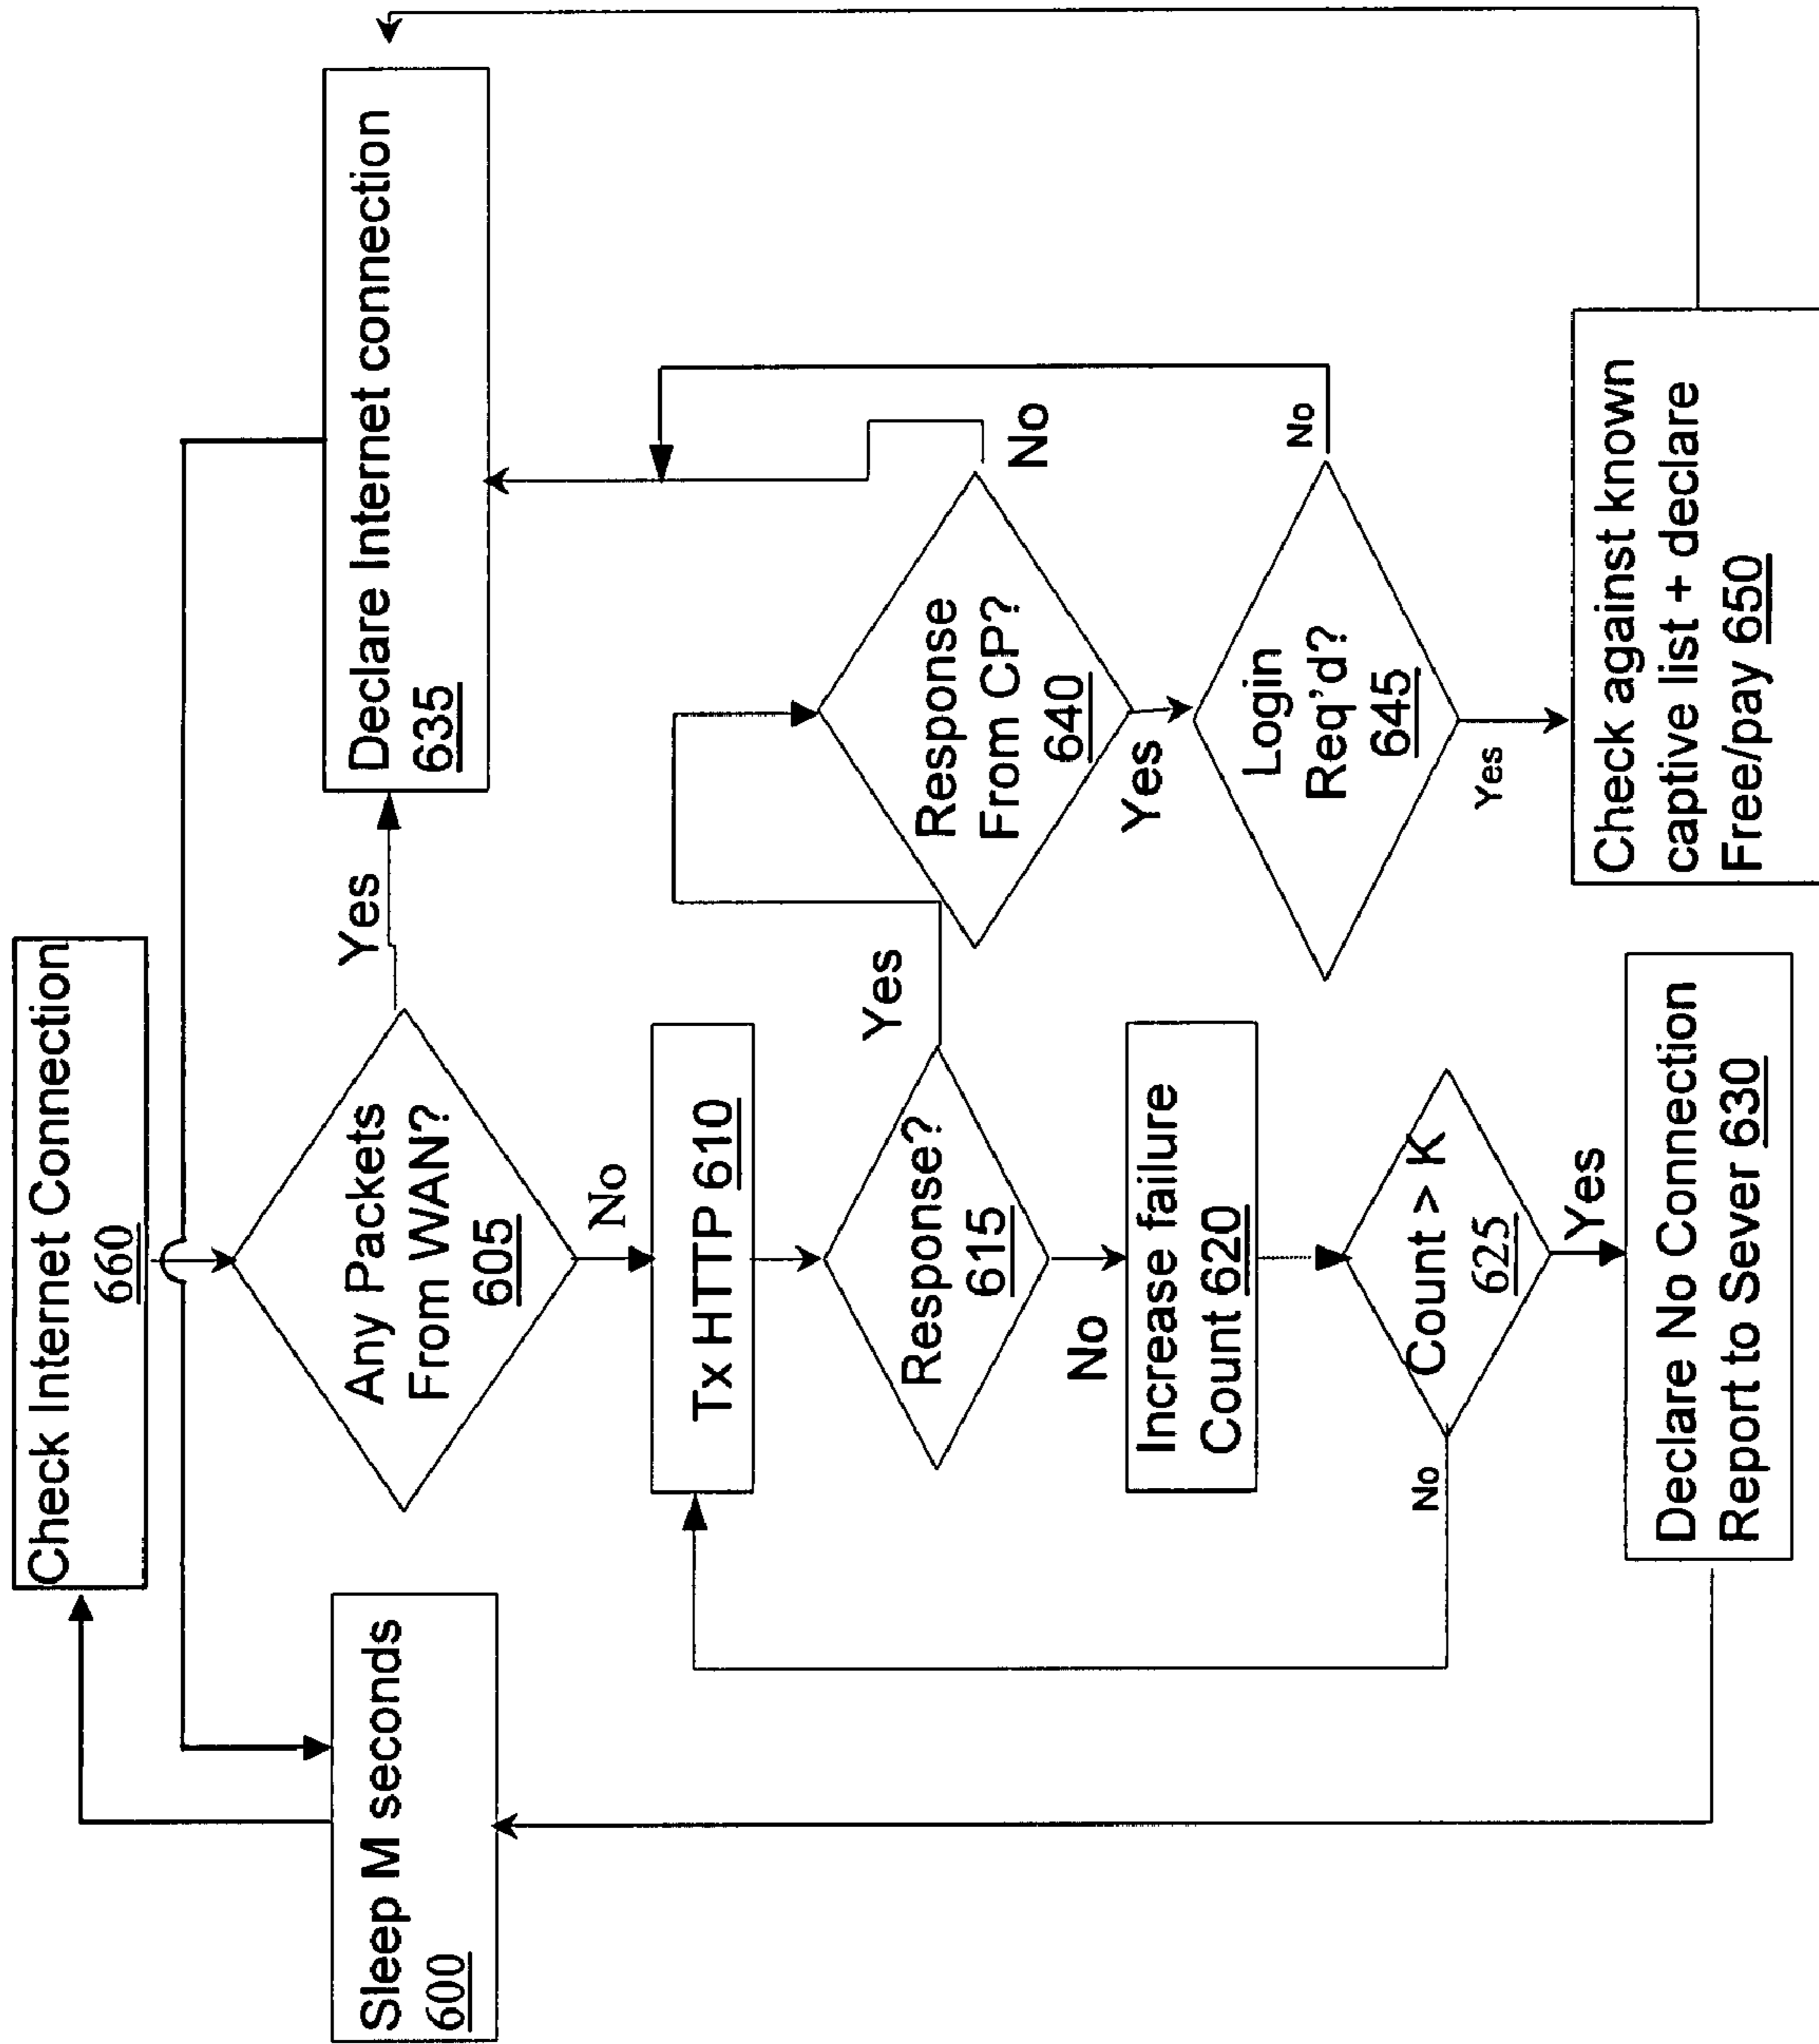 Check Internet Connection
660
Sleep M seconds
600
Any Packets
From WAN?
605
Yes
Declare Internet connection
635
No
Tx HTTP 610
Response?
615
Yes
No
Response
From CP?
640
No
Yes
Increase failure
Count 620
Login
Req'd?
645
No
Yes
Count > K
625
No
Yes
Declare No Connection
Report to Sever 630
Check against known
captive list + declare
Free/pay 650